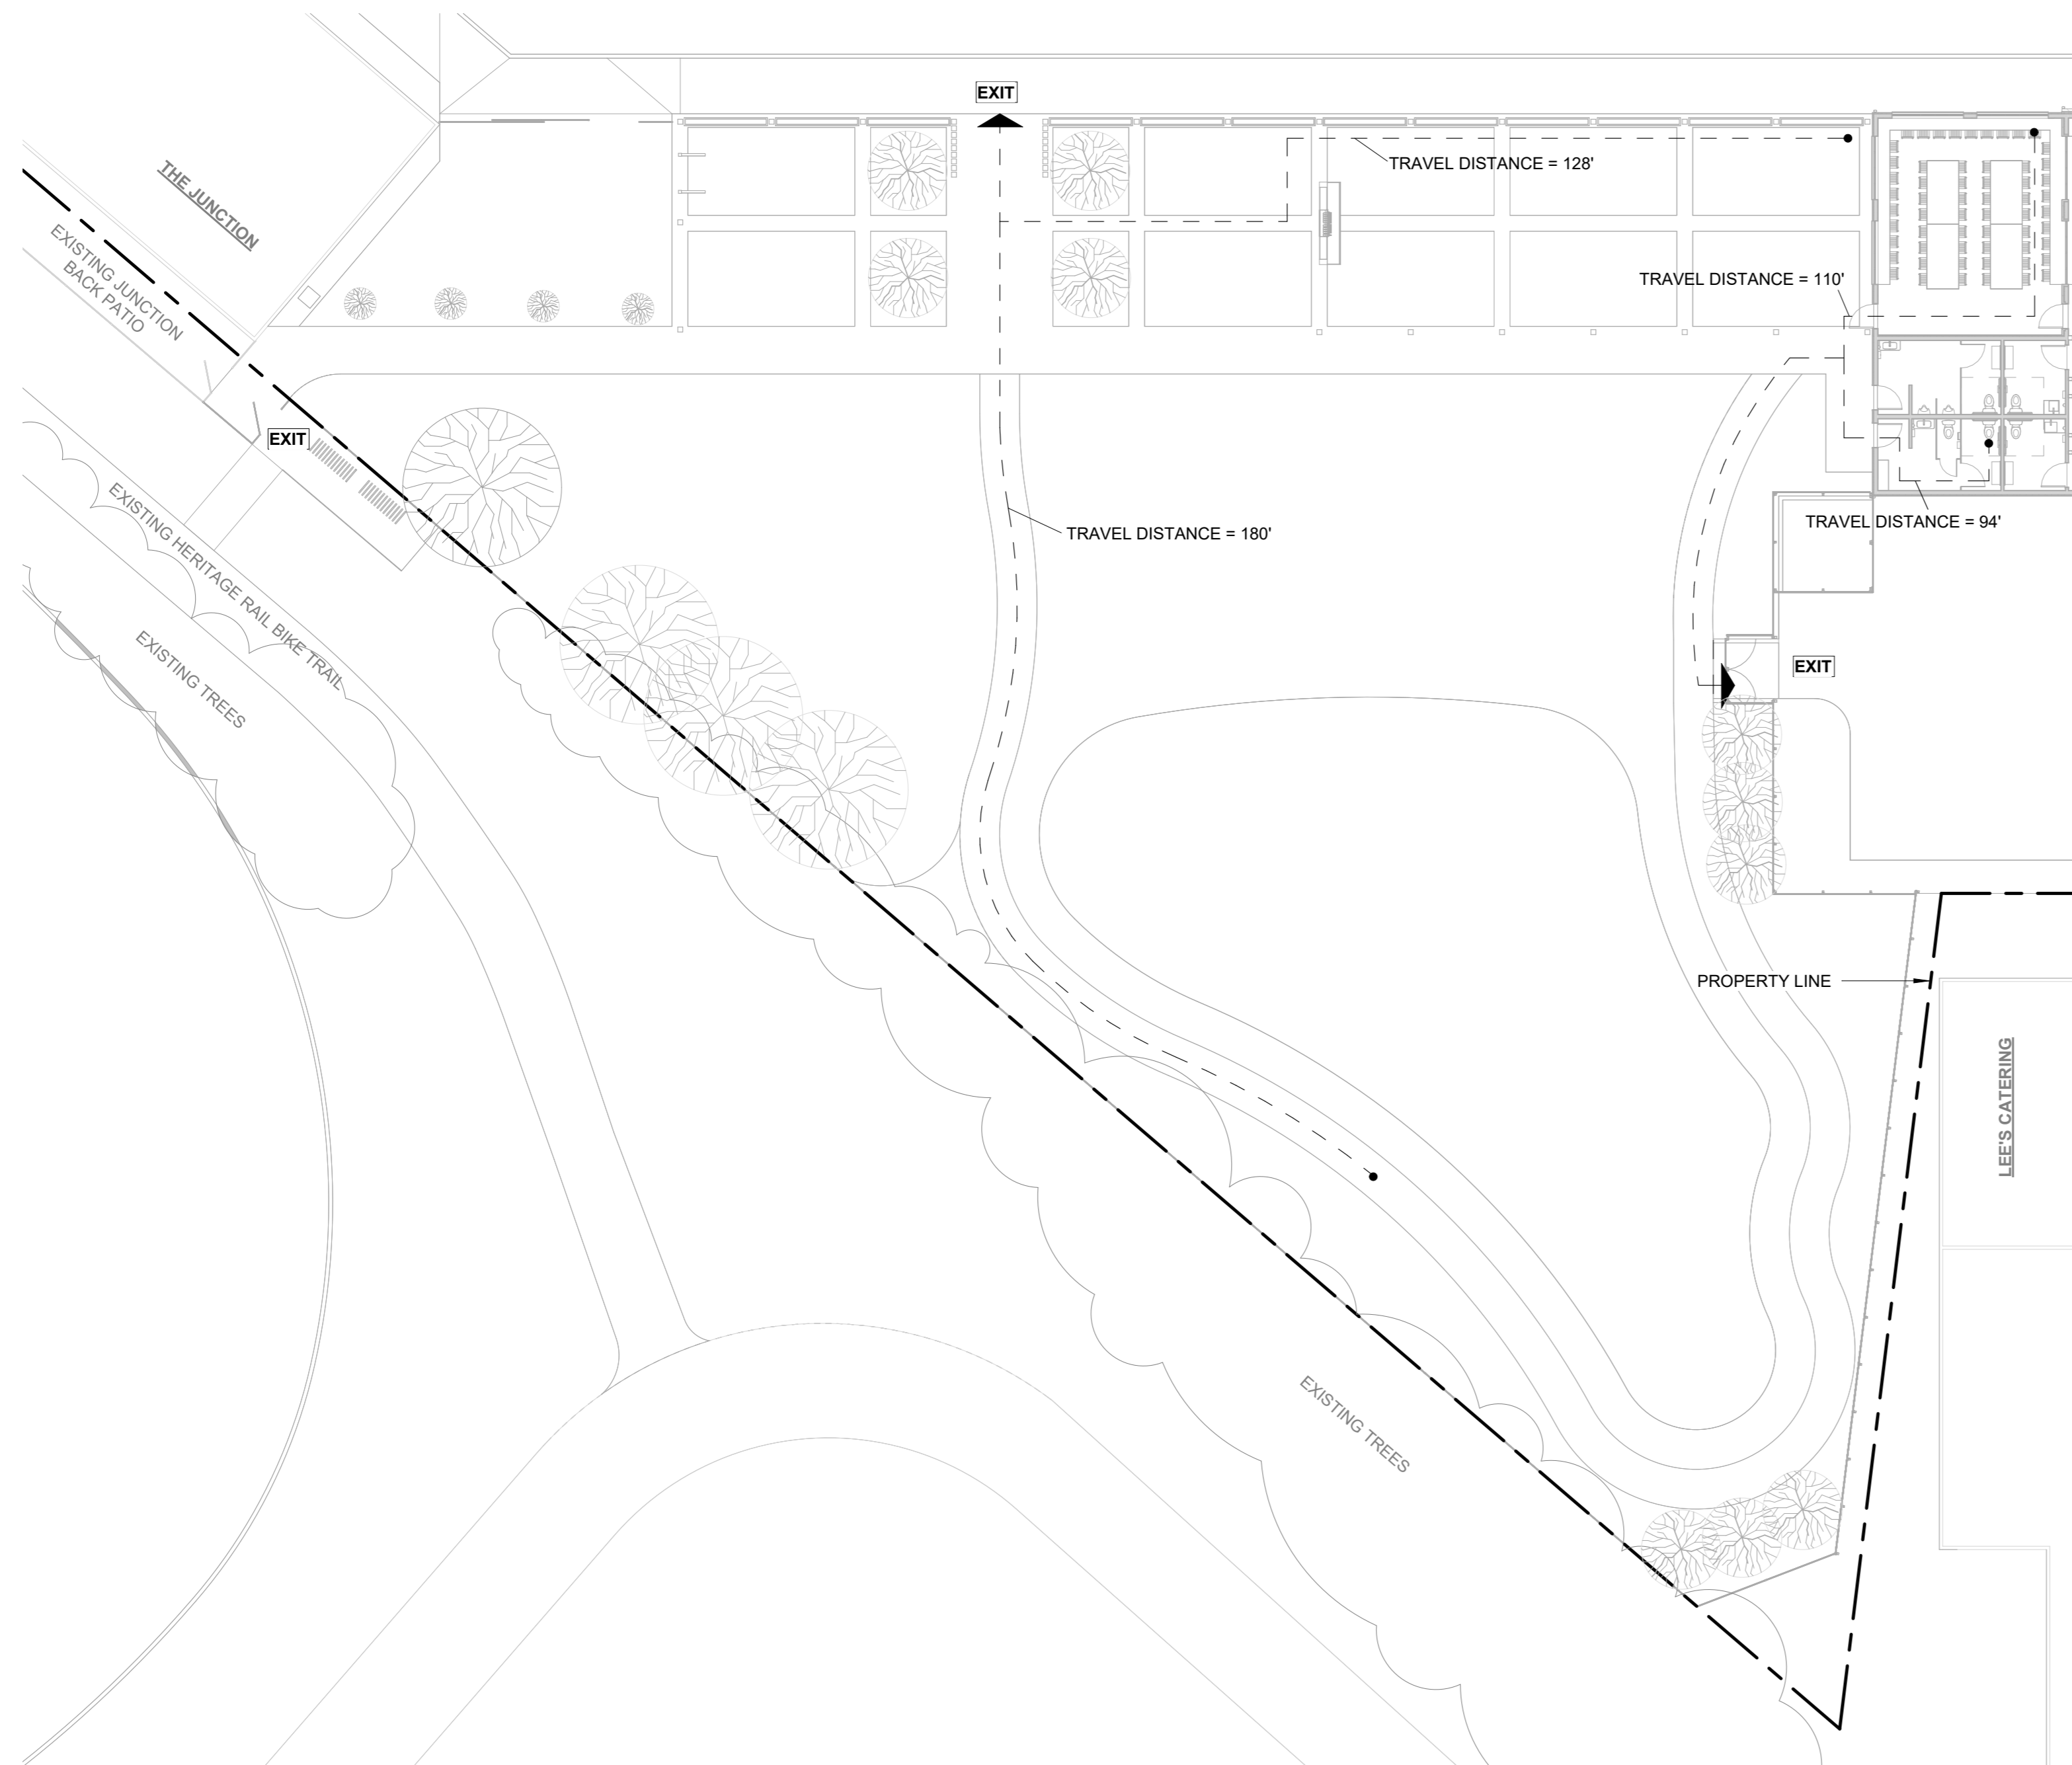 EXIT
TRAVEL DISTANCE = 128'
THE JUNCTION
EXISTING JUNCTION
BACK PATIO
TRAVEL DISTANCE = 110'
EXIT
TRAVEL DISTANCE = 94'
TRAVEL DISTANCE = 180'
EXISTING HERITAGE RAIL BIKE TRAIL
EXISTING TREES
EXIT
PROPERTY LINE
LEE'S CATERING
EXISTING TREES